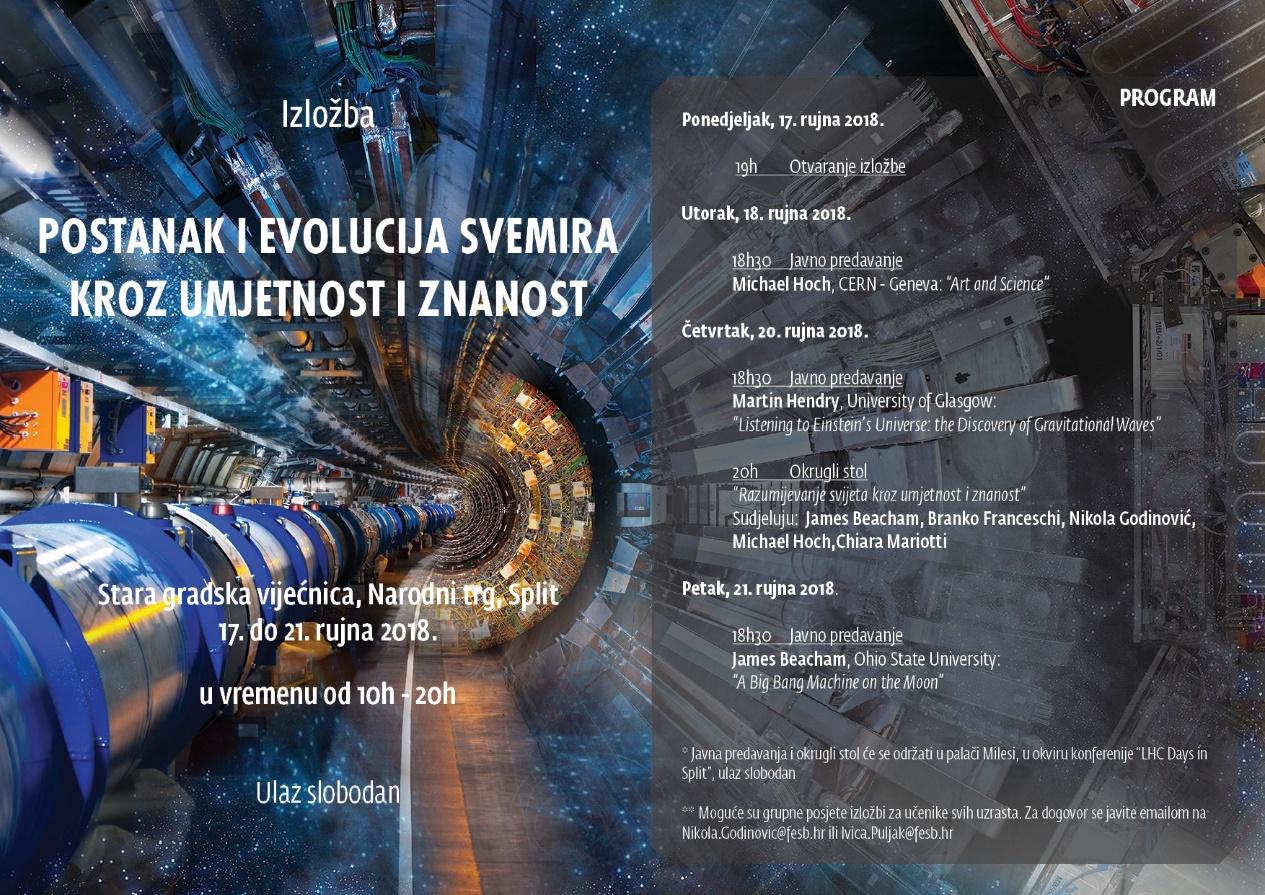 Izložba
POSTANAK I EVOLUCIJA SVEMIRA
KROZ UMJETNOST I ZNANOST
Stara gradska vijećnica, Narodni trg, Split
17. do 21. rujna 2018.
u vremenu od 10h - 20h
Ulaz slobodan
PROGRAM
Ponedjeljak, 17. rujna 2018.
19h Otvaranje izložbe
Utorak, 18. rujna 2018.
18h30 Javno predavanje
Michael Hoch, CERN - Geneva: “Art and Science”
Četvrtak, 20. rujna 2018.
18h30 Javno predavanje
Martin Hendry, University of Glasgow:
“Listening to Einstein’s Universe: the Discovery of Gravitational Waves”
20h Okrugli stol
“Razumijevanje svijeta kroz umjetnost i znanost”
Sudjeluju: James Beacham, Branko Franceschi, Nikola Godinović,
Michael Hoch,Chiara Mariotti
Petak, 21. rujna 2018.
18h30 Javno predavanje
James Beacham, Ohio State University:
“A Big Bang Machine on the Moon”
* Javna predavanja i okrugli stol će se održati u palači Milesi, u okviru konferenije “LHC Days in
Split”, ulaz slobodan
** Moguće su grupne posjete izložbi za učenike svih uzrasta. Za dogovor se javite emailom na
Nikola.Godinovic@fesb.hr ili Ivica.Puljak@fesb.hr